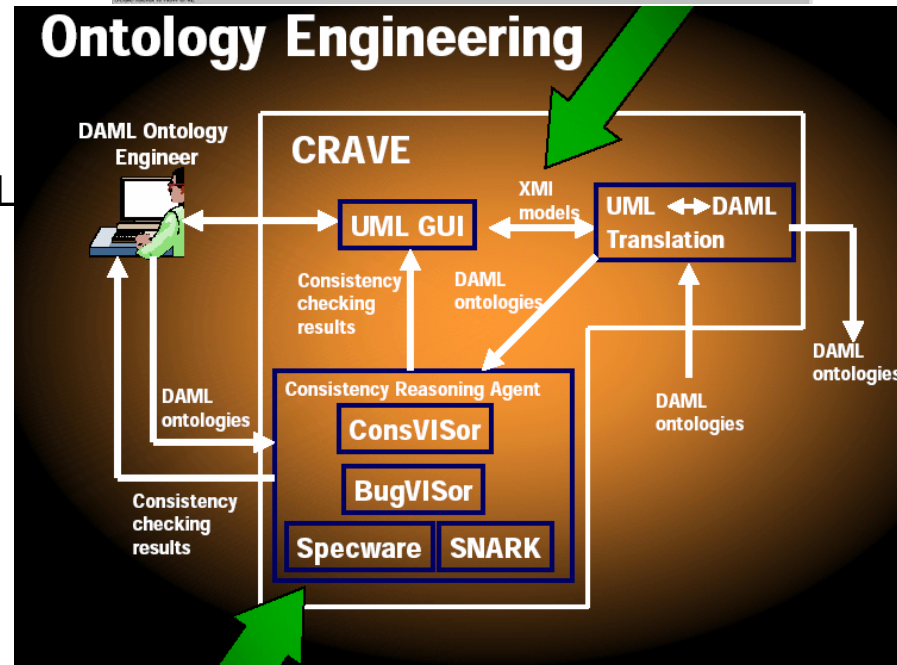 Ontology Engineering
DAML Ontology
Engineer
CRAVE
XMI
models
UML DAML
Translation
UML GUI
Consistency
checking
results
DAML
ontologies
DAML
ontologies
DAML
ontologies
DAML
ontologies
Consistency Reasoning Agent
ConsVISor
BugVISor
Specware
SNARK
Consistency
checking
results